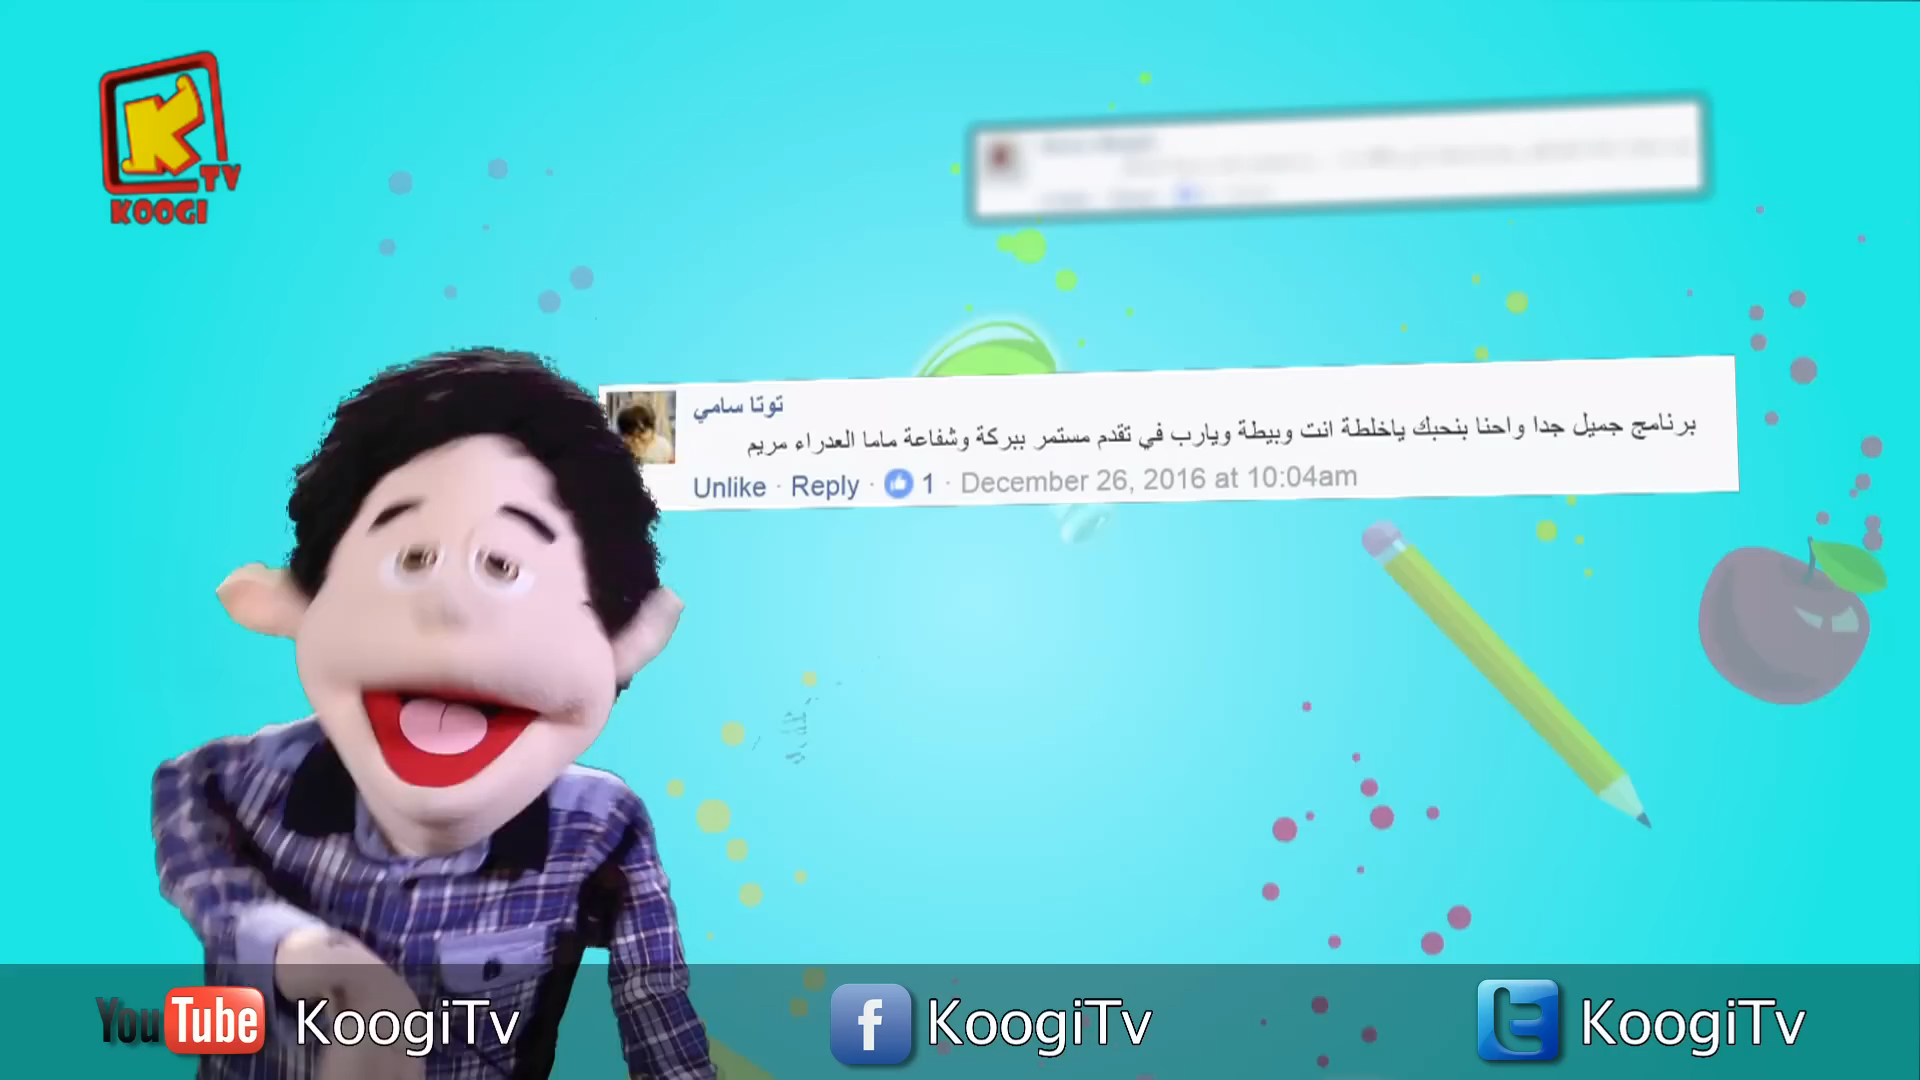 K TV
KOOGI
توتا سامي
برنامج جميل جدا واحنا بنحبك ياخلطة انت وبيطة ويارب في تقدم مستمر ببركة وشفاعة ماما العدراء مريم
Unlike · Reply · 1 · December 26, 2016 at 10:04am
YouTube KoogiTv
f KoogiTv
t KoogiTv